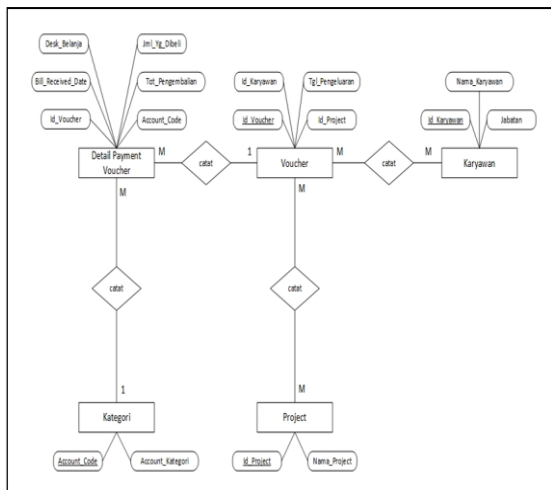 Desk_Belanja
Jml_Yg_Dibeli
Bill_Received_Date
Tot_Pengembalian
Id_Voucher
Account_Code
Id_Karyawan
Tgl_Pengeluaran
Id_Voucher
Id_Project
Nama_Karyawan
Id_Karyawan
Jabatan
Detail Payment
Voucher
M
catat
1
Voucher
M
catat
M
Karyawan
M
M
catat
catat
1
M
Kategori
Project
Account_Code
Account_Kategori
Id_Project
Nama_Project